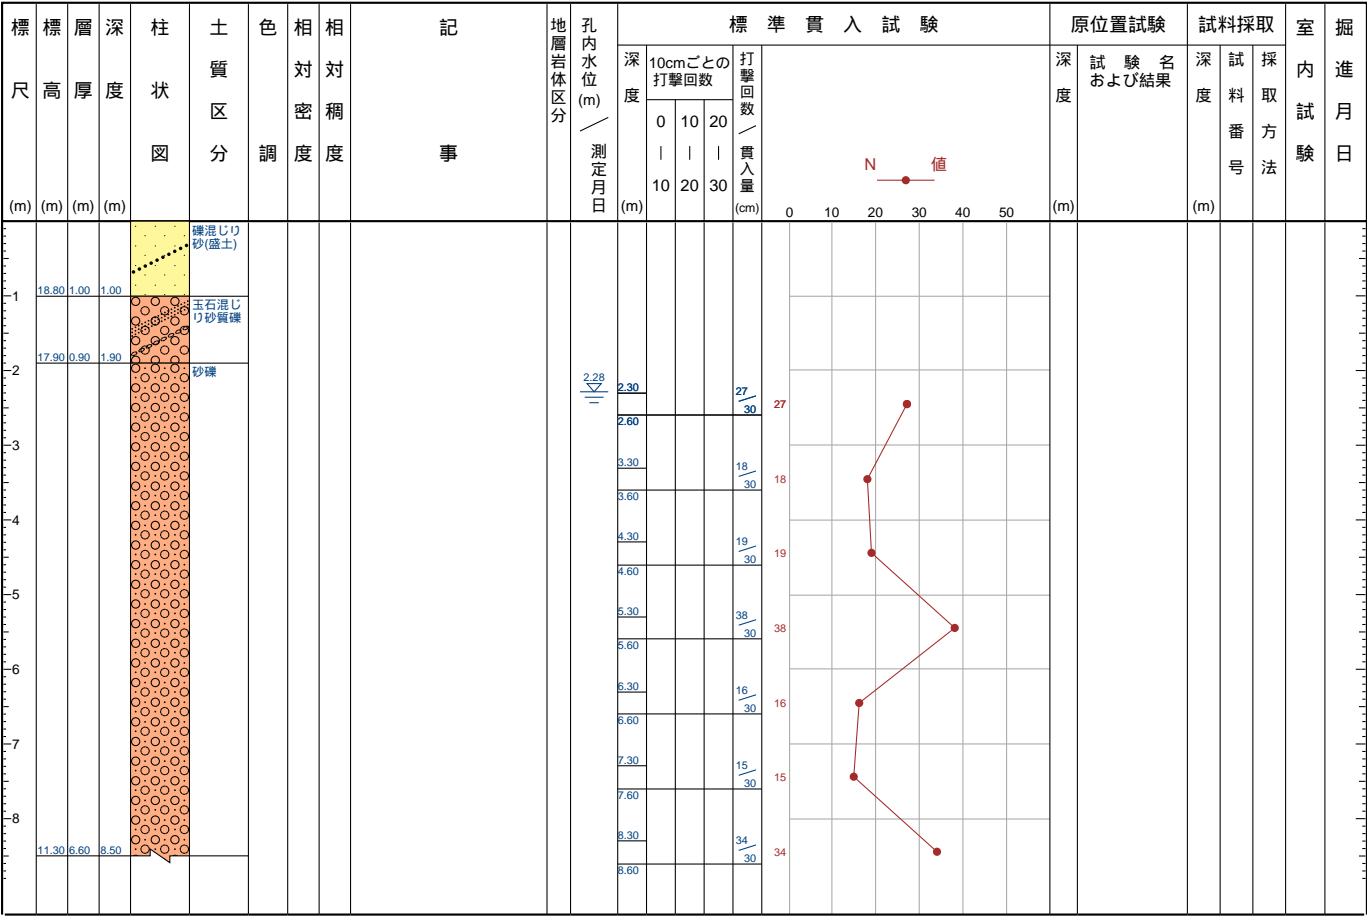 標尺(m)
標高(m)
層厚(m)
深度(m)
柱状図
土質区分
色調
相対密度
相対稠度
記事
地層岩体区分
孔内水位(m)／測定月日
標準貫入試験
深度(m)
10cmごとの
打撃回数
0｜10
10｜20
20｜30
打撃回数／貫入量(cm)
N 値
0 10 20 30 40 50
原位置試験
深度(m)
試験名
および結果
試料採取
深度(m)
試料番号
採取方法
室内試験
掘進月日
礫混じり
砂(盛土)
1 18.80 1.00 1.00
玉石混じ
り砂質礫
17.90 0.90 1.90
2
砂礫
2.28
2.30 27／30 27
2.60
3
3.30 18／30 18
3.60
4
4.30 19／30 19
4.60
5
5.30 38／30 38
5.60
6
6.30 16／30 16
6.60
7
7.30 15／30 15
7.60
8
8.30 34／30 34
11.30 6.60 8.50
8.60